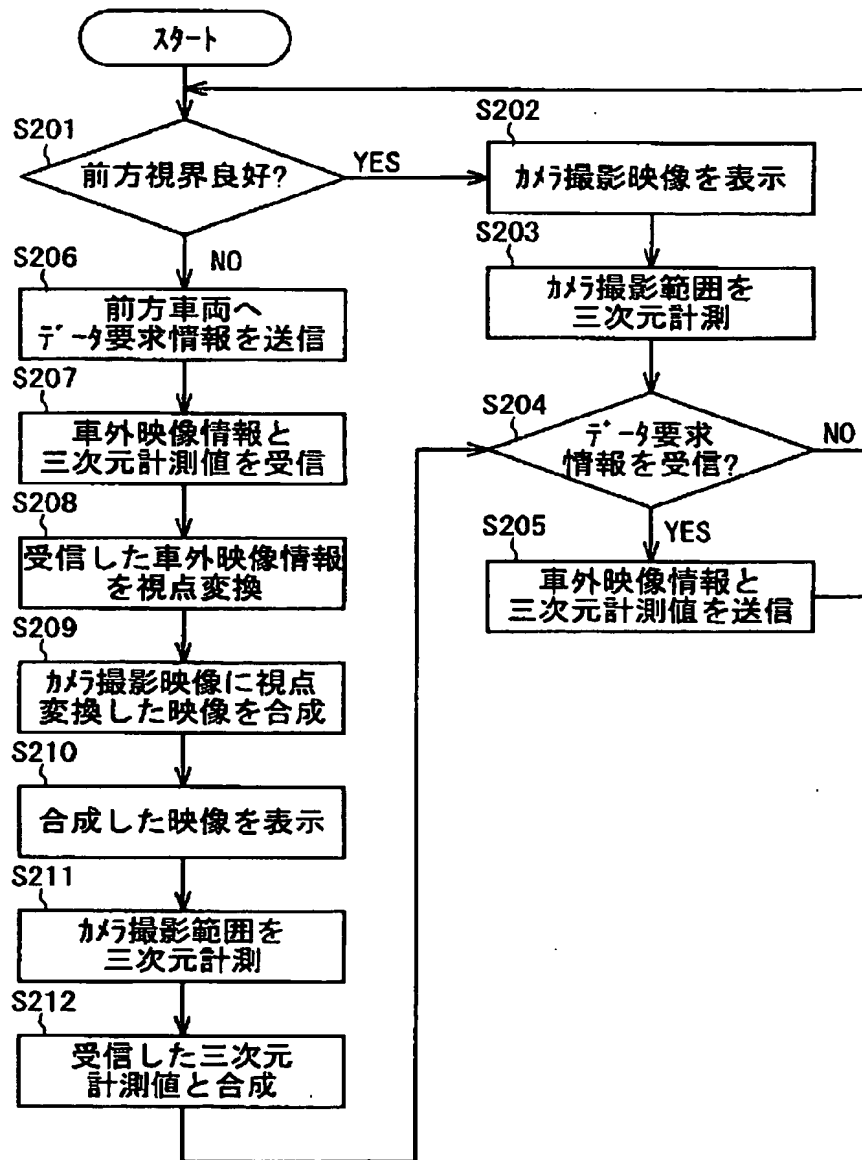 スタート
S201
前方視界良好?
YES
NO
S202
カメラ撮影映像を表示
S203
カメラ撮影範囲を
三次元計測
S204
データ要求
情報を受信?
NO
YES
S205
車外映像情報と
三次元計測値を送信
S206
前方車両へ
データ要求情報を送信
S207
車外映像情報と
三次元計測値を受信
S208
受信した車外映像情報
を視点変換
S209
カメラ撮影映像に視点
変換した映像を合成
S210
合成した映像を表示
S211
カメラ撮影範囲を
三次元計測
S212
受信した三次元
計測値と合成